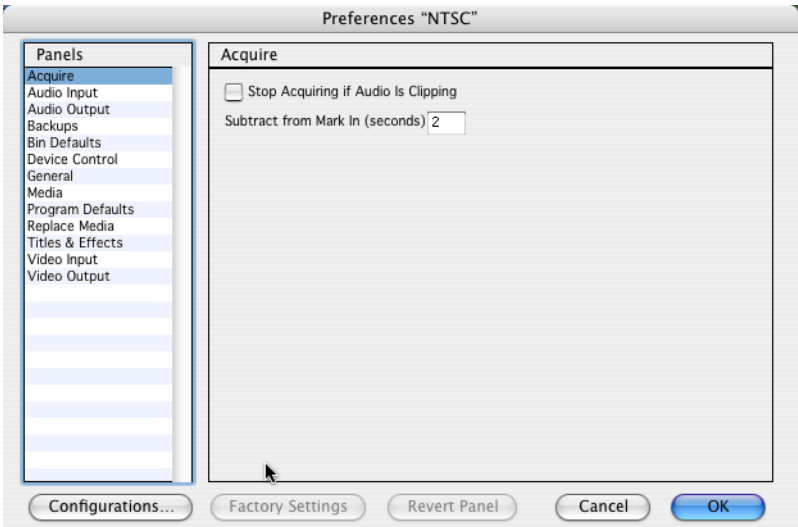 Preferences “NTSC”
Panels
Acquire
Audio Input
Audio Output
Backups
Bin Defaults
Device Control
General
Media
Program Defaults
Replace Media
Titles & Effects
Video Input
Video Output
Acquire
Stop Acquiring if Audio Is Clipping
Subtract from Mark In (seconds) 2
Configurations... Factory Settings Revert Panel Cancel OK